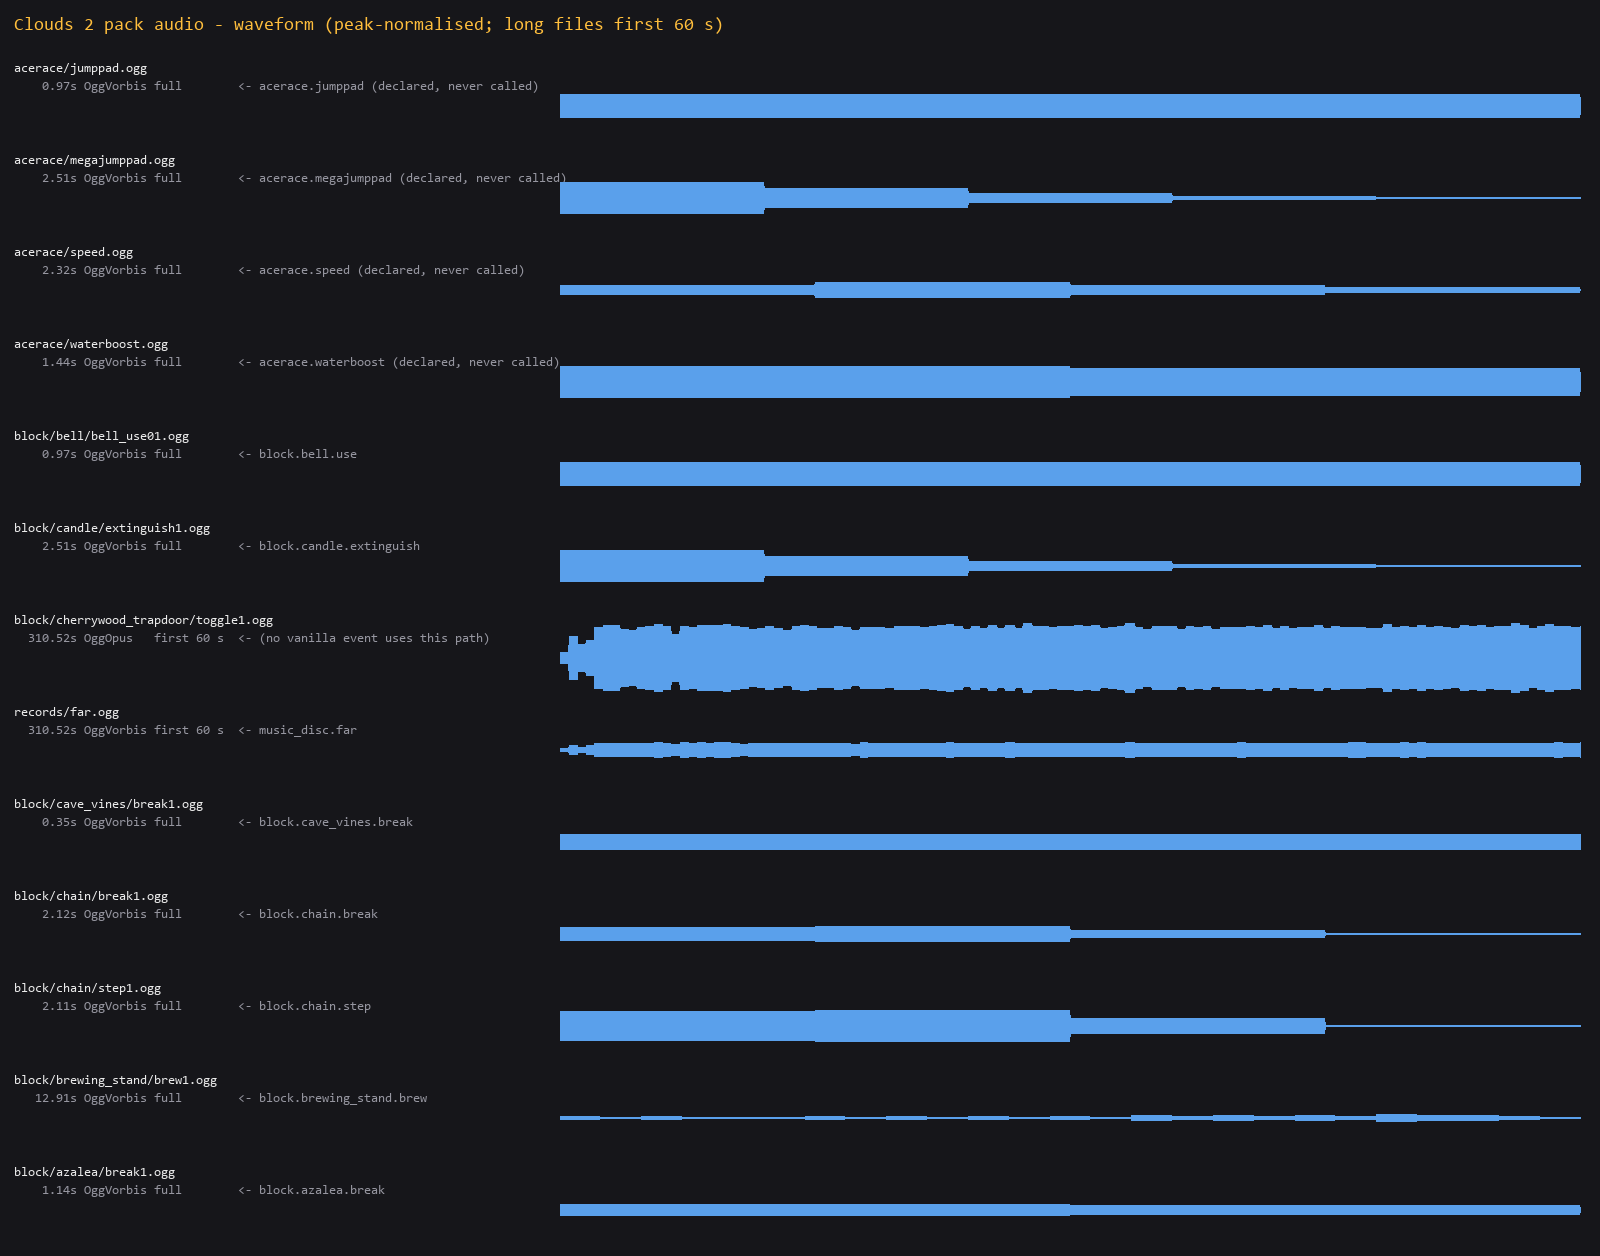 Clouds 2 pack audio - waveform (peak-normalised; long files first 60 s)
acerace/jumppad.ogg
0.97s OggVorbis full <- acerace.jumppad (declared, never called)
acerace/megajumppad.ogg
2.51s OggVorbis full <- acerace.megajumppad (declared, never called)
acerace/speed.ogg
2.32s OggVorbis full <- acerace.speed (declared, never called)
acerace/waterboost.ogg
1.44s OggVorbis full <- acerace.waterboost (declared, never called)
block/bell/bell_use01.ogg
0.97s OggVorbis full <- block.bell.use
block/candle/extinguish1.ogg
2.51s OggVorbis full <- block.candle.extinguish
block/cherrywood_trapdoor/toggle1.ogg
310.52s OggOpus first 60 s <- (no vanilla event uses this path)
records/far.ogg
310.52s OggVorbis first 60 s <- music_disc.far
block/cave_vines/break1.ogg
0.35s OggVorbis full <- block.cave_vines.break
block/chain/break1.ogg
2.12s OggVorbis full <- block.chain.break
block/chain/step1.ogg
2.11s OggVorbis full <- block.chain.step
block/brewing_stand/brew1.ogg
12.91s OggVorbis full <- block.brewing_stand.brew
block/azalea/break1.ogg
1.14s OggVorbis full <- block.azalea.break